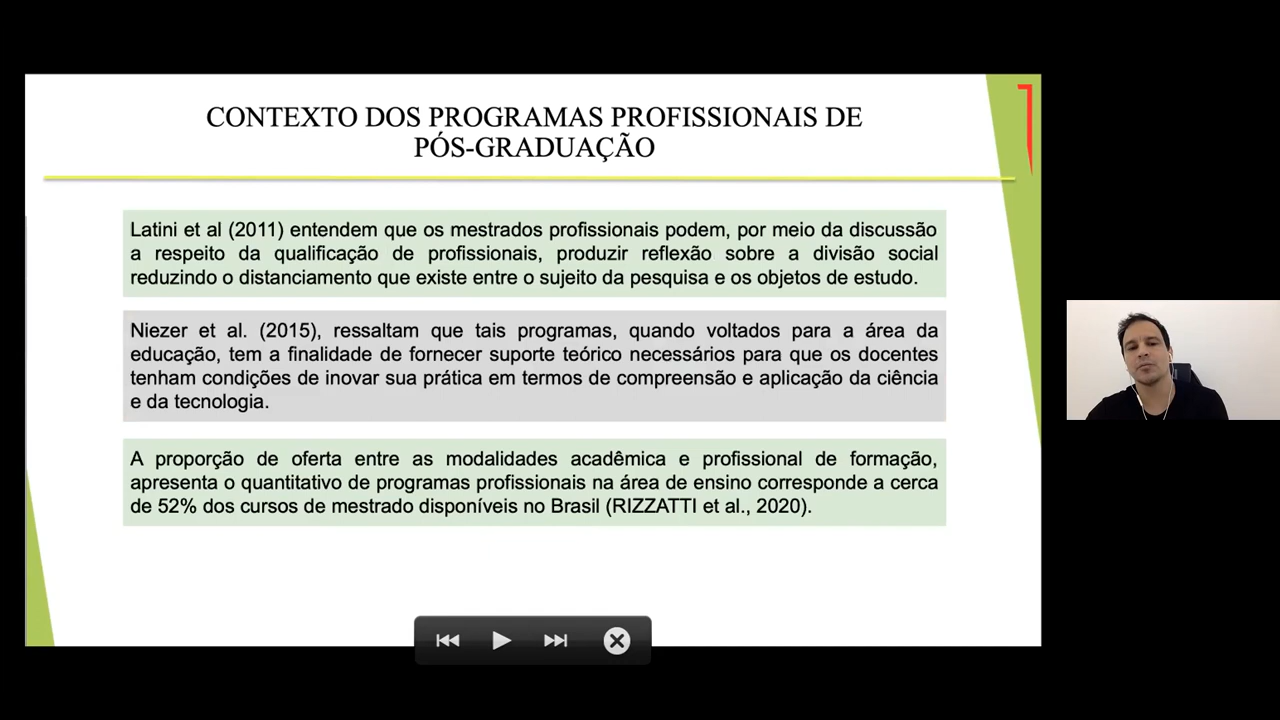 CONTEXTO DOS PROGRAMAS PROFISSIONAIS DE
PÓS-GRADUAÇÃO
Latini et al (2011) entendem que os mestrados profissionais podem, por meio da discussão
a respeito da qualificação de profissionais, produzir reflexão sobre a divisão social
reduzindo o distanciamento que existe entre o sujeito da pesquisa e os objetos de estudo.
Niezer et al. (2015), ressaltam que tais programas, quando voltados para a área da
educação, tem a finalidade de fornecer suporte teórico necessários para que os docentes
tenham condições de inovar sua prática em termos de compreensão e aplicação da ciência
e da tecnologia.
A proporção de oferta entre as modalidades acadêmica e profissional de formação,
apresenta o quantitativo de programas profissionais na área de ensino corresponde a cerca
de 52% dos cursos de mestrado disponíveis no Brasil (RIZZATTI et al., 2020).